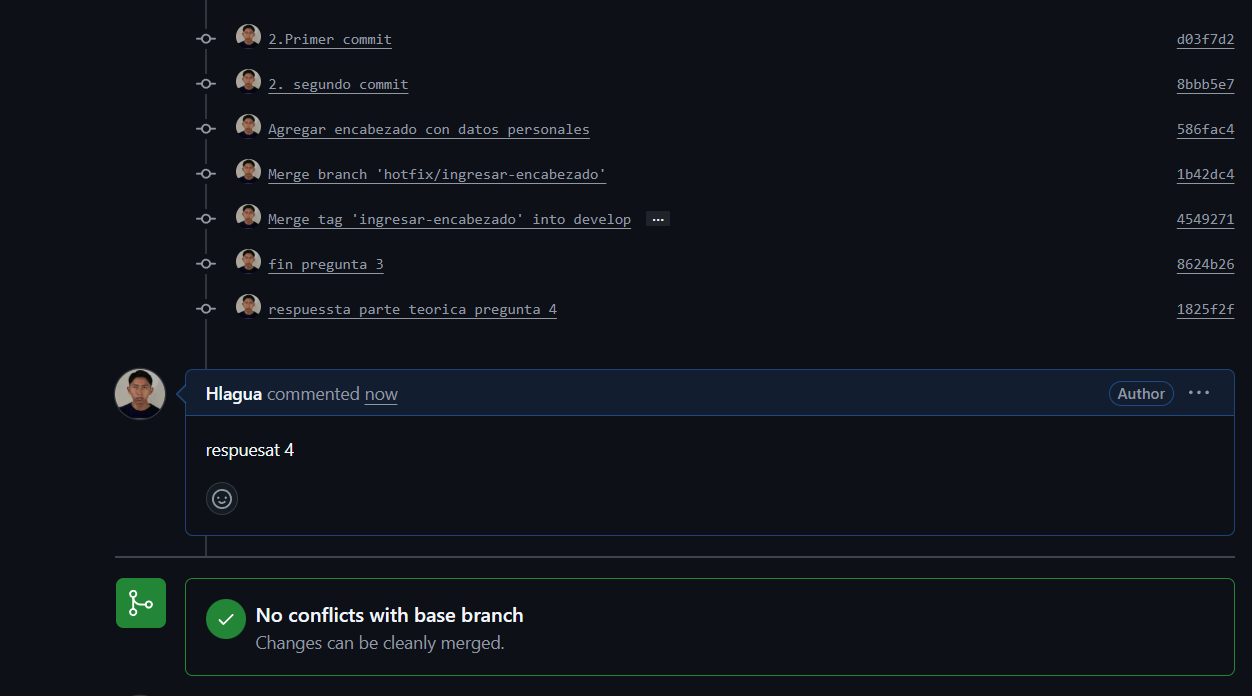 2.Primer commit d03f7d2
2. segundo commit 8bbb5e7
Agregar encabezado con datos personales 586fac4
Merge branch 'hotfix/ingresar-encabezado' 1b42dc4
Merge tag 'ingresar-encabezado' into develop ... 4549271
fin pregunta 3 8624b26
respuessta parte teorica pregunta 4 1825f2f
Hlagua commented now Author ...
respuesat 4
No conflicts with base branch
Changes can be cleanly merged.